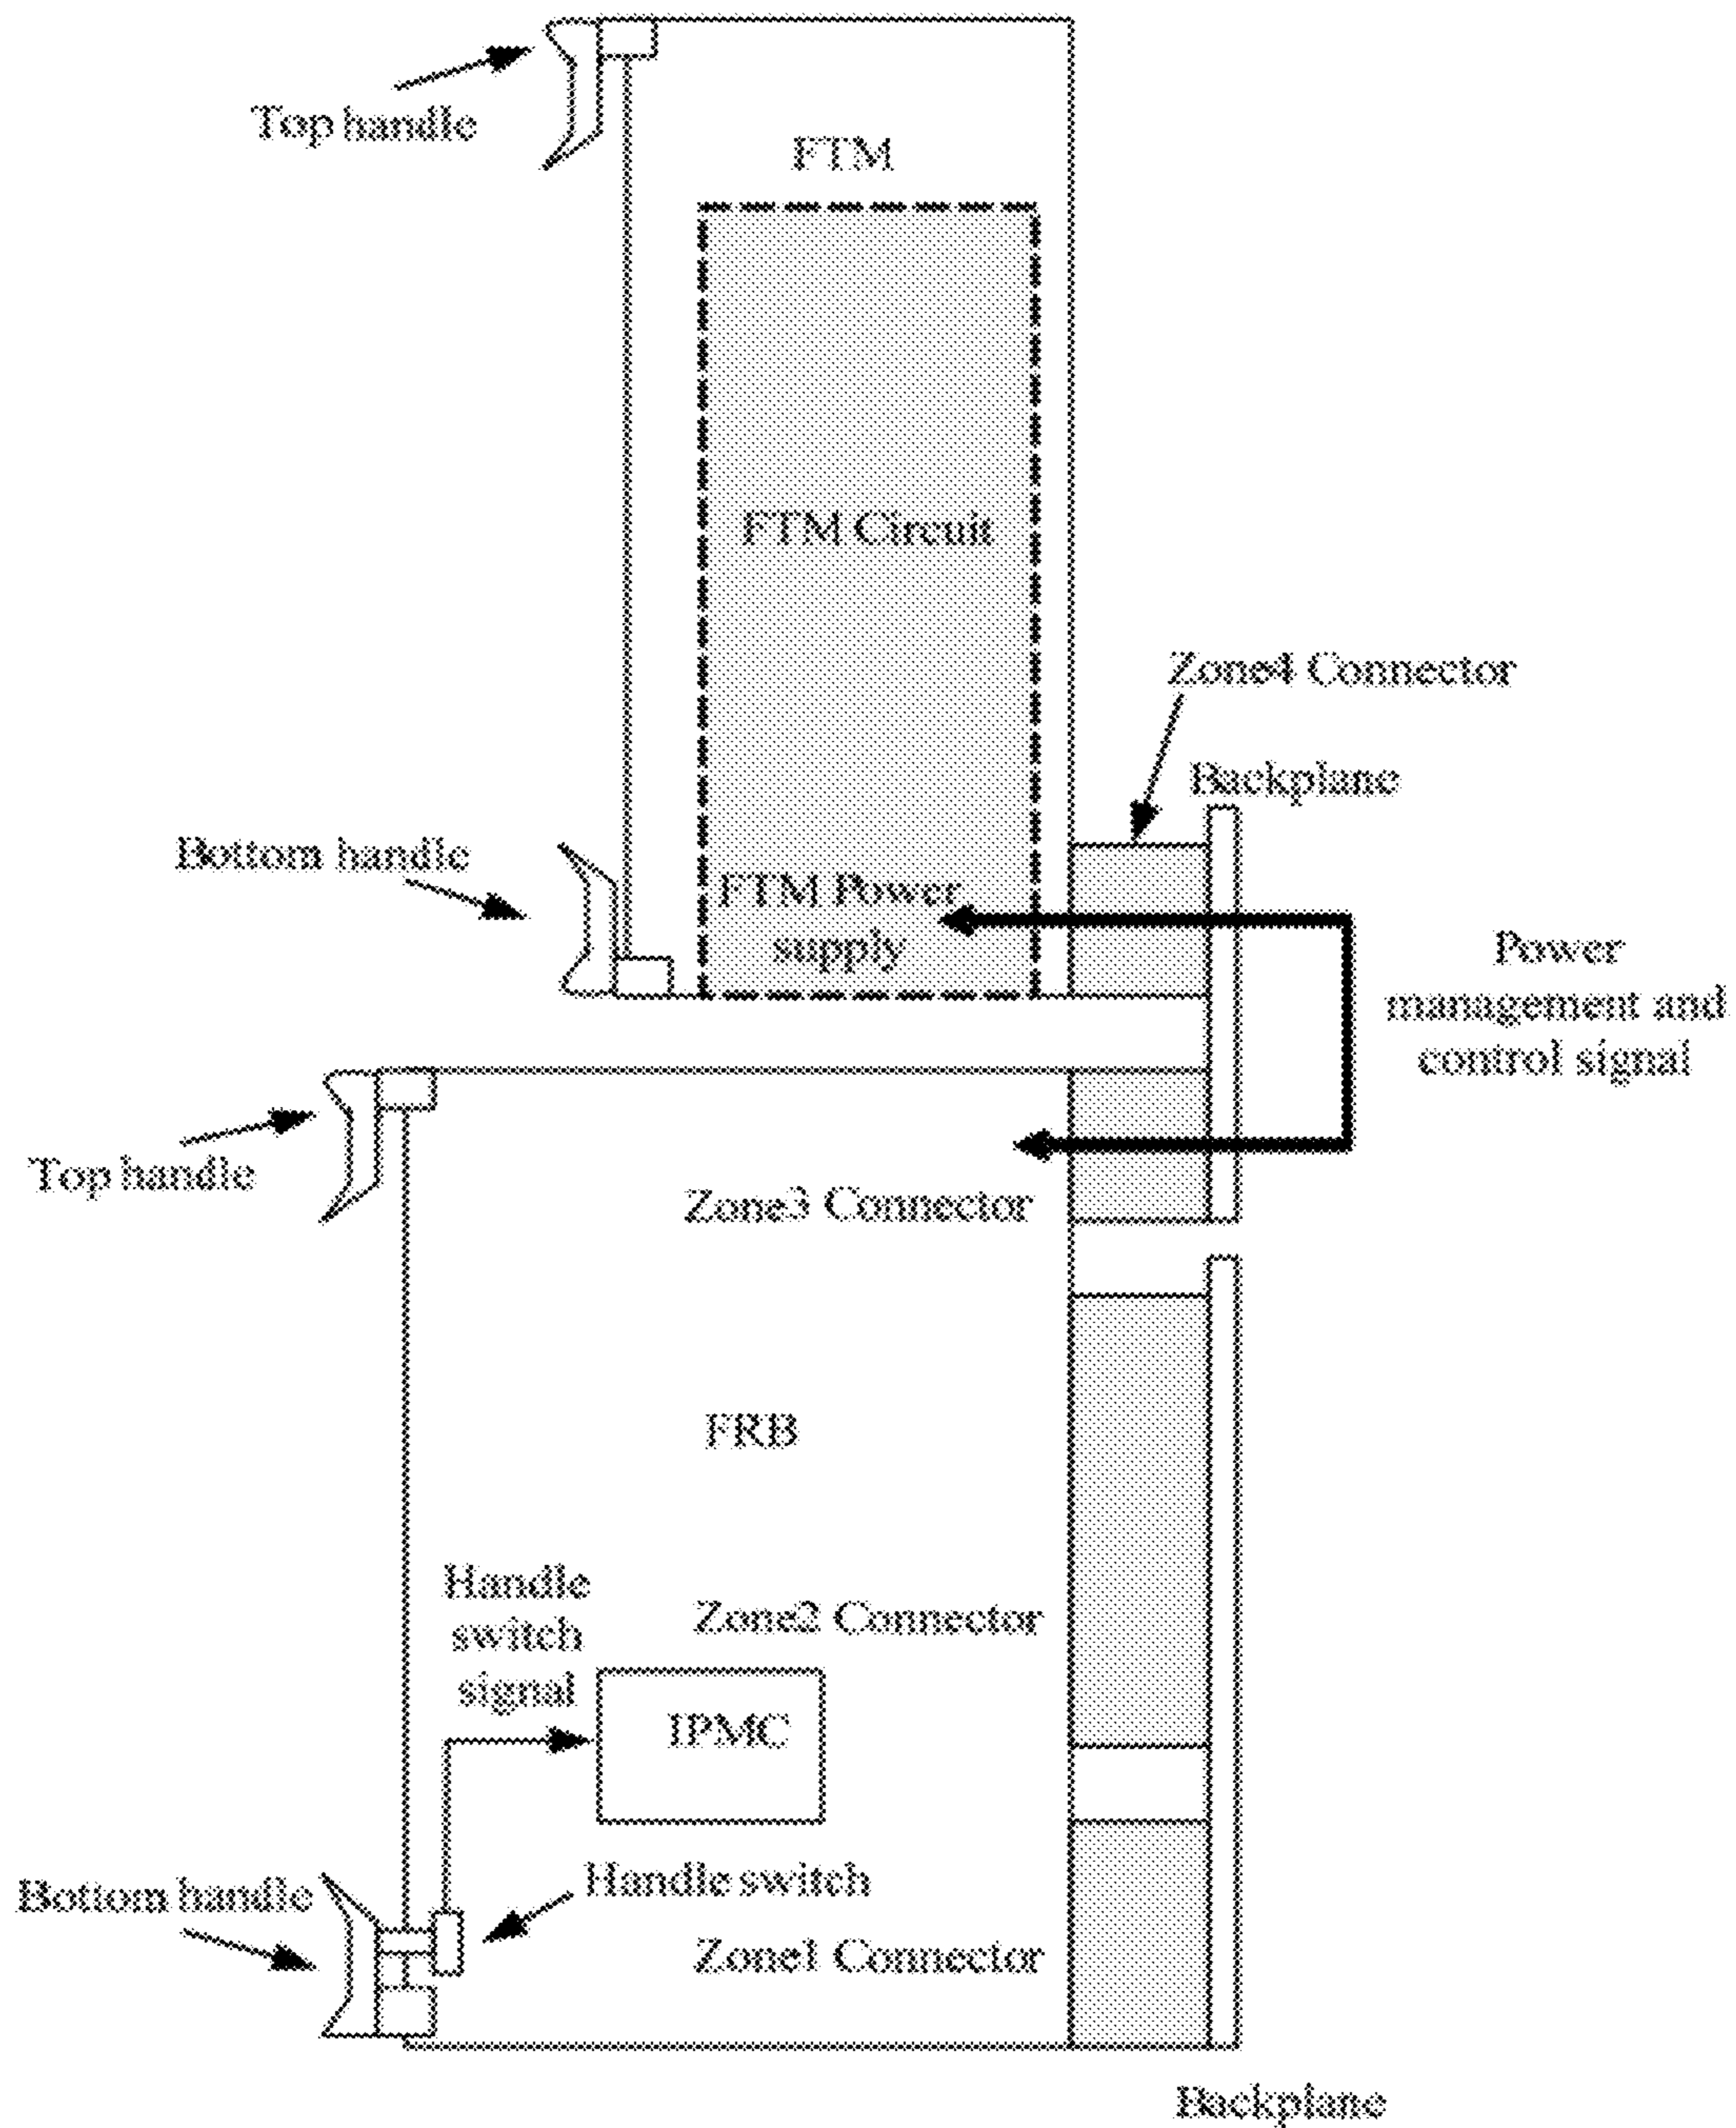 Top handle
FTM
FTM Circuit
Zone4 Connector
Backplane
Bottom handle
FTM Power
supply
Power
management and
control signal
Top handle
Zone3 Connector
FRB
Handle
switch
signal
Zone2 Connector
IPMC
Handle switch
Bottom handle
Zone1 Connector
Backplane